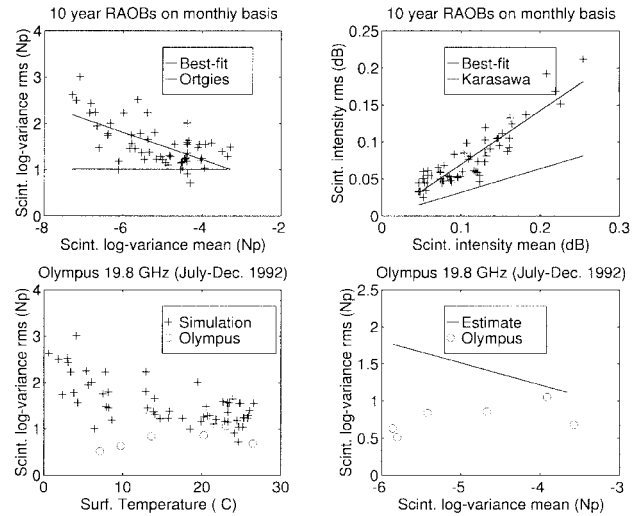 10 year RAOBs on monthly basis
Scint. log-variance rms (Np)
4
3
2
1
0
Best-fit
Ortgies
-8
-6
-4
-2
Scint. log-variance mean (Np)
10 year RAOBs on monthly basis
Scint. intensity rms (dB)
0.25
0.2
0.15
0.1
0.05
0
Best-fit
Karasawa
0
0.1
0.2
0.3
Scint. intensity mean (dB)
Olympus 19.8 GHz (July-Dec. 1992)
Scint. log-variance rms (Np)
4
3
2
1
0
Simulation
Olympus
0
10
20
30
Surf. Temperature ( C)
Olympus 19.8 GHz (July-Dec. 1992)
Scint. log-variance rms (Np)
2.5
2
1.5
1
0.5
0
Estimate
Olympus
-6
-5
-4
-3
Scint. log-variance mean (Np)